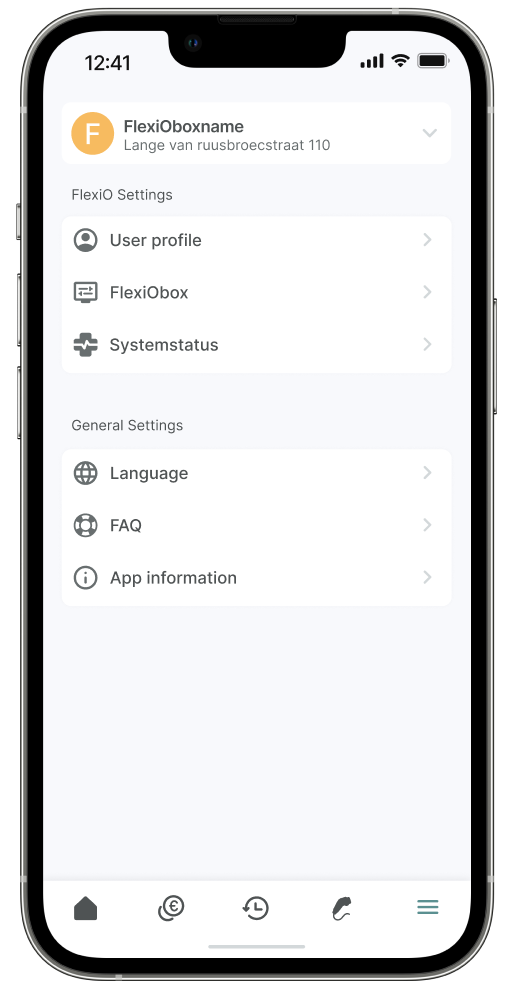 12:41
F
FlexiOboxname
Lange van ruusbroecstraat 110
FlexiO Settings
User profile
FlexiObox
Systemstatus
General Settings
Language
FAQ
App information
€